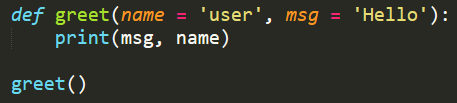 def greet(name = 'user', msg = 'Hello'):
    print(msg, name)
greet()